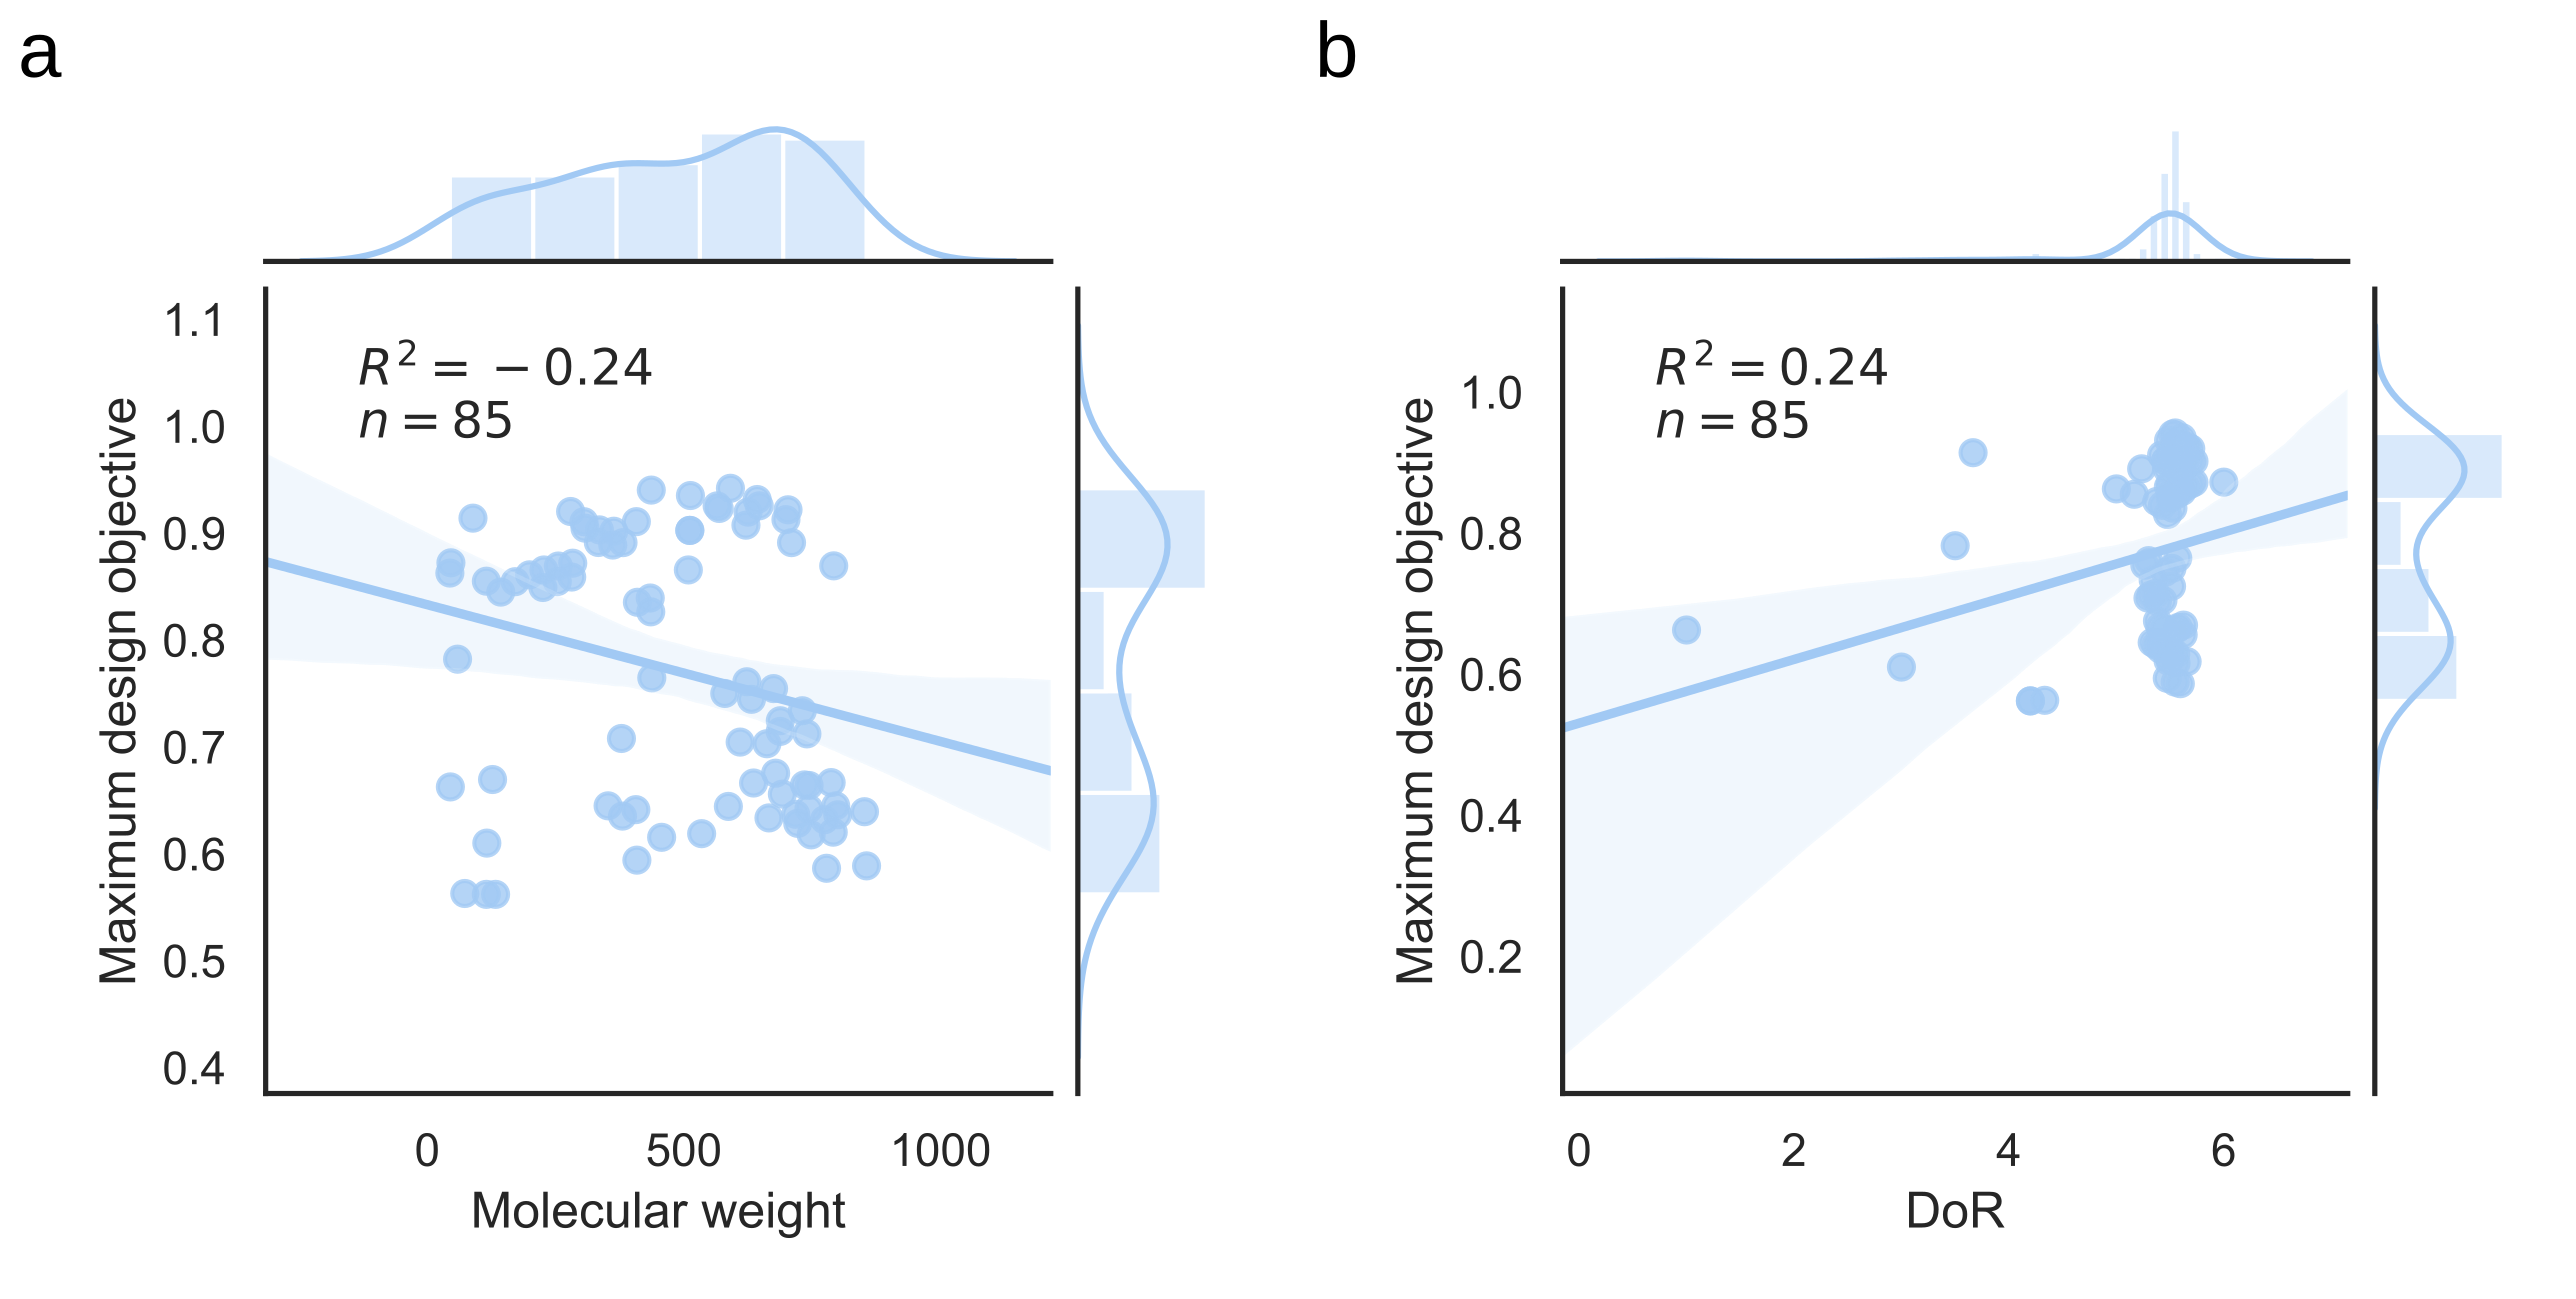 a
R² = −0.24
n = 85
Maximum design objective
1.1
1.0
0.9
0.8
0.7
0.6
0.5
0.4
0
500
1000
Molecular weight
b
R² = 0.24
n = 85
Maximum design objective
1.0
0.8
0.6
0.4
0.2
0
2
4
6
DoR